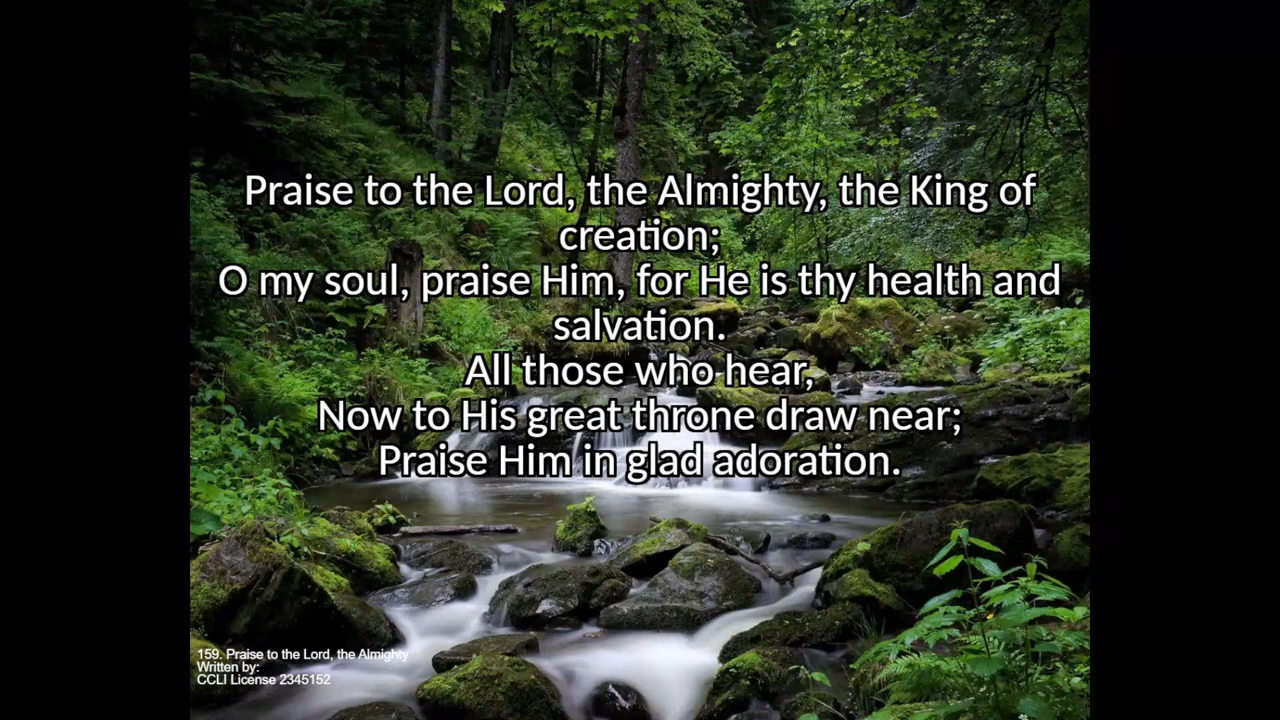 Praise to the Lord, the Almighty, the King of
creation;
O my soul, praise Him, for He is thy health and
salvation.
All those who hear,
Now to His great throne draw near;
Praise Him in glad adoration.
159. Praise to the Lord, the Almighty
Written by:
CCLI License 2345152